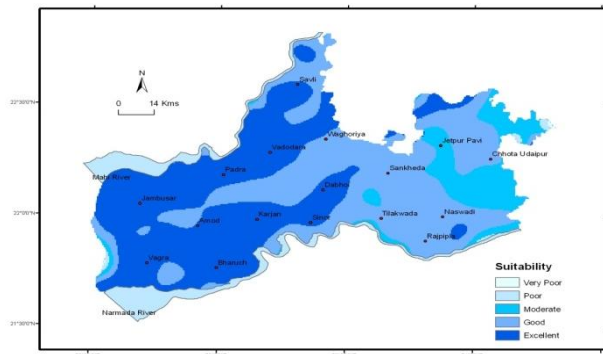 N
0 14 Kms
22°30'0"N
22°0'0"N
21°30'0"N
Savli
Waghoriya
Vadodara
Jetpur Pavi
Chhota Udaipur
Mahi River
Padra
Sankheda
Dabhoi
Jambusar
Amod
Karjan
Sinor
Tilakwada
Naswadi
Rajpipla
Vagra
Bharuch
Narmada River
Suitability
Very Poor
Poor
Moderate
Good
Excellent